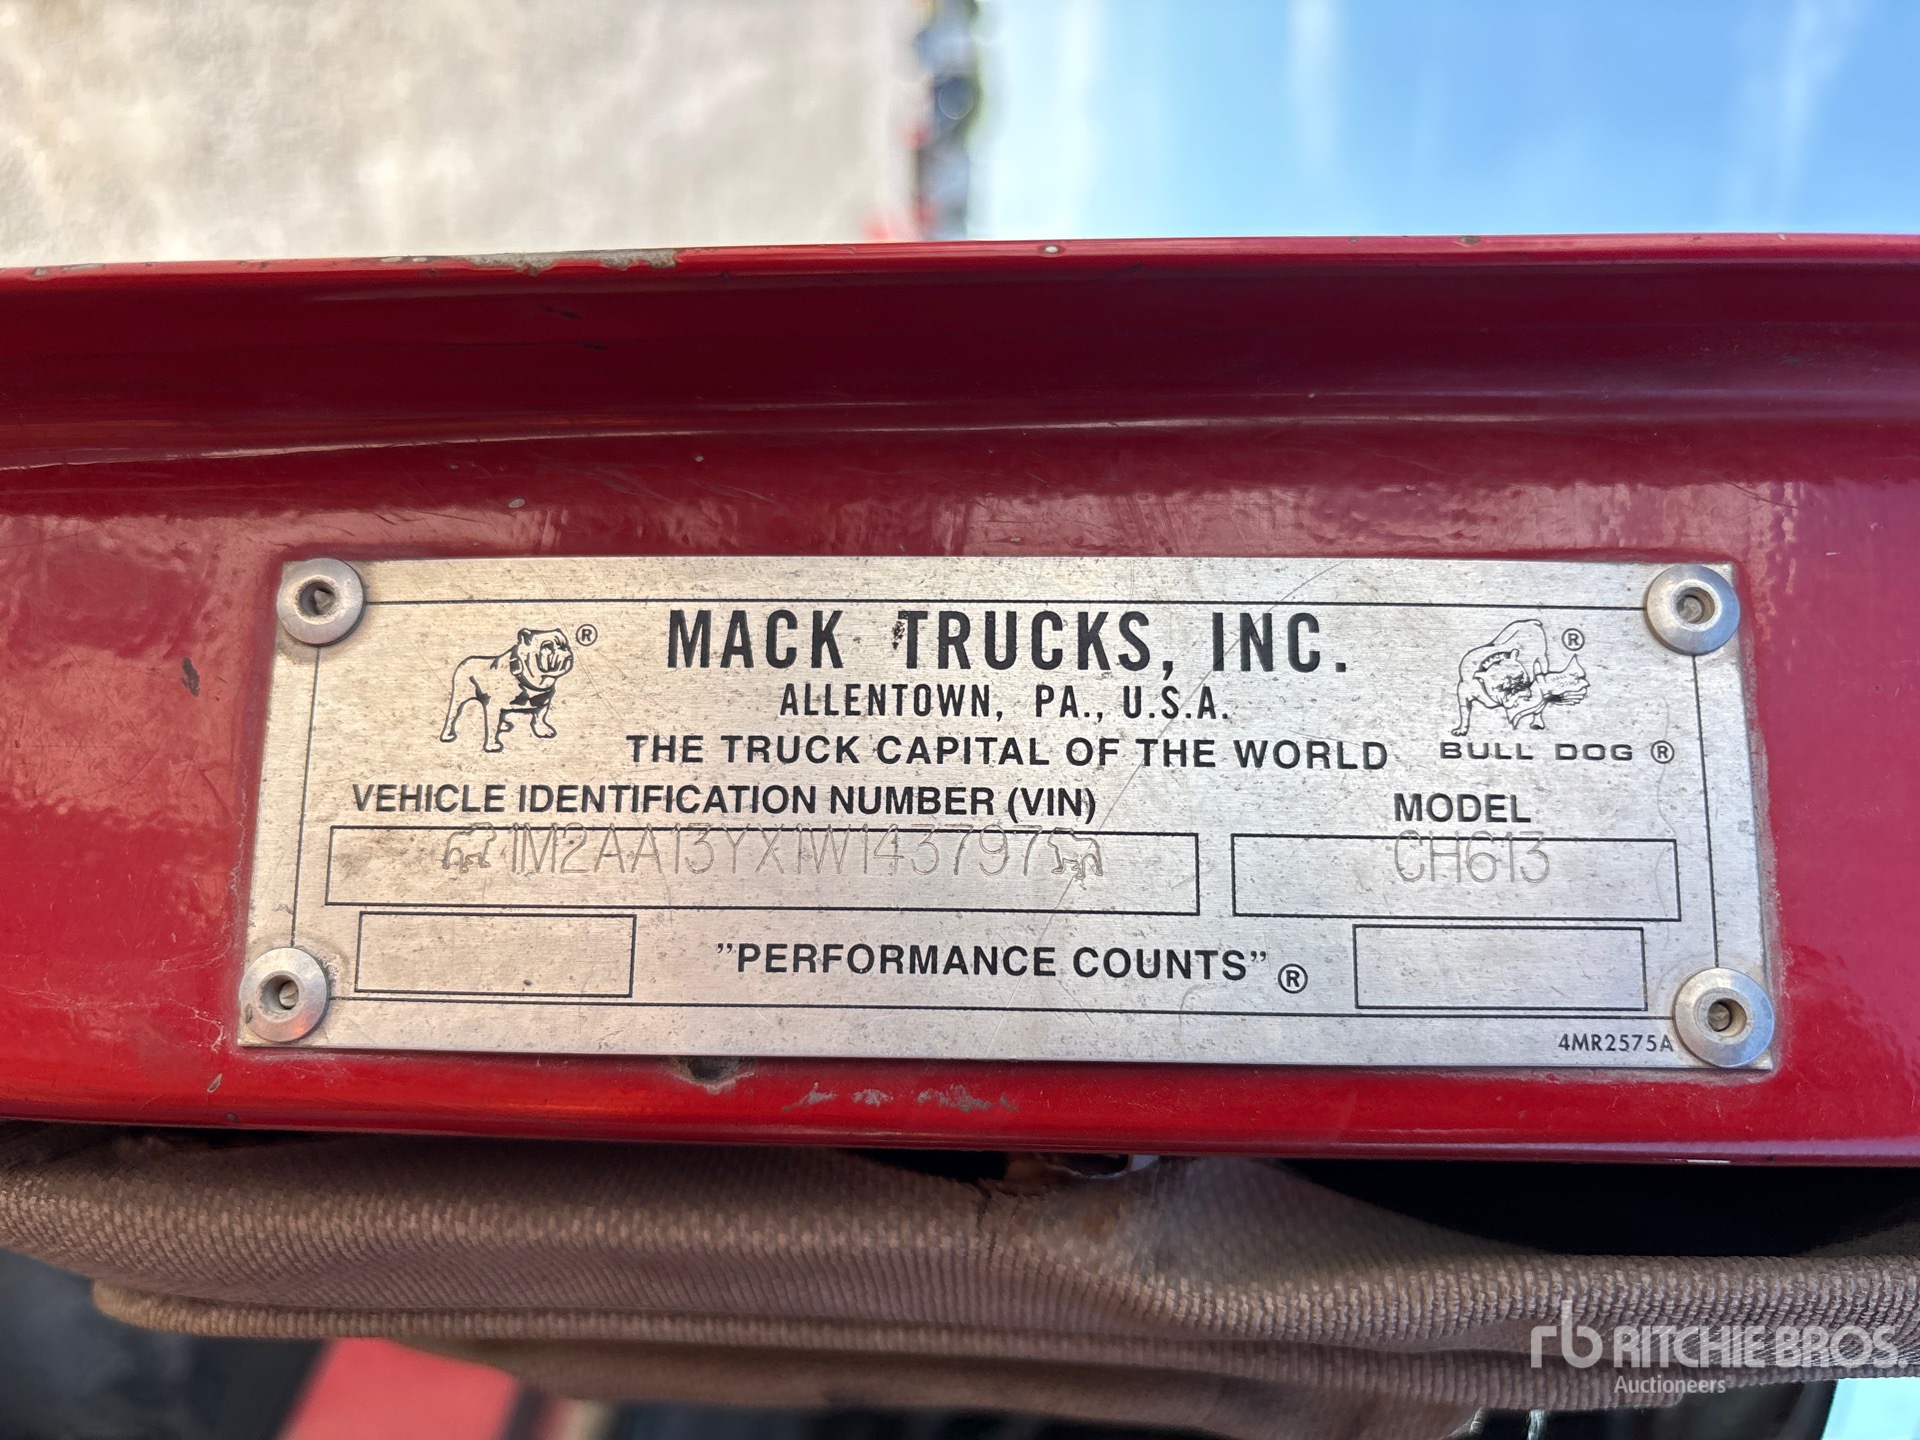 ® MACK TRUCKS, INC. ®
ALLENTOWN, PA., U.S.A.
THE TRUCK CAPITAL OF THE WORLD BULL DOG ®
VEHICLE IDENTIFICATION NUMBER (VIN) MODEL
1M2AA13YX1W143797 CH613
"PERFORMANCE COUNTS" ®
4MR2575A
rb RITCHIE BROS.
Auctioneers